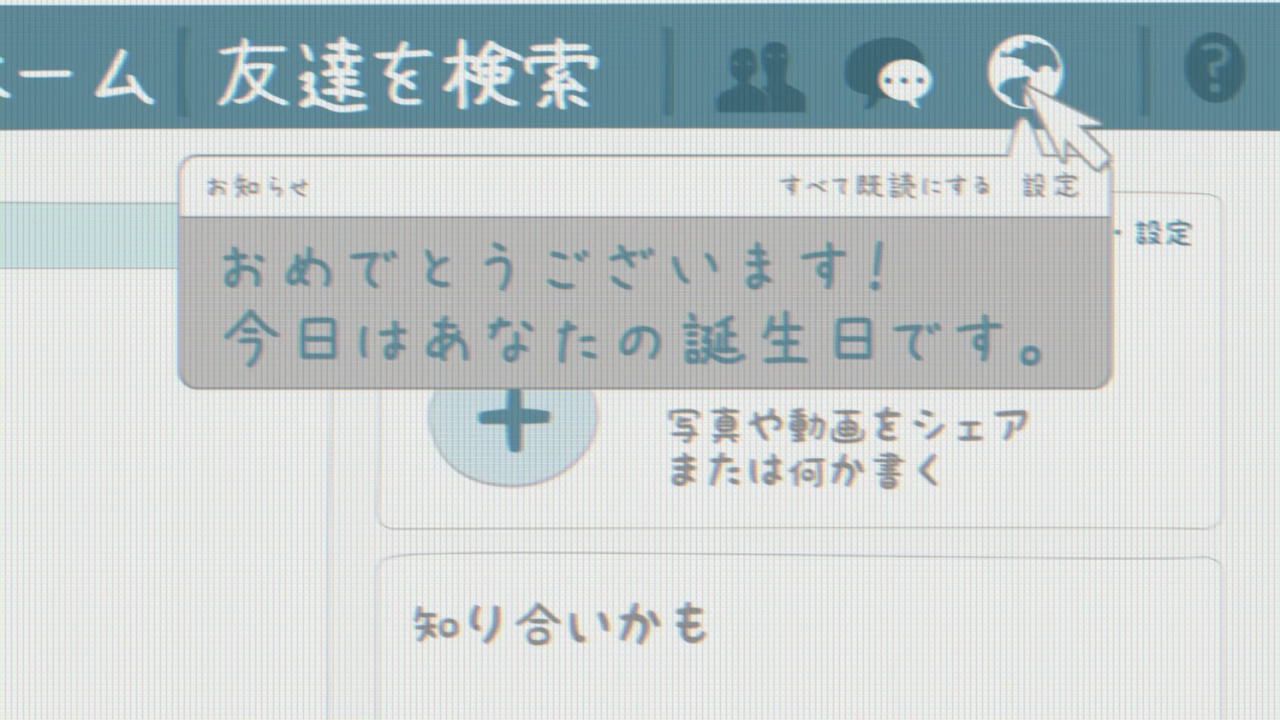 ホーム
友達を検索
お知らせ
すべて既読にする
設定
おめでとうございます!
今日はあなたの誕生日です。
・設定
写真や動画をシェア
または何か書く
知り合いかも